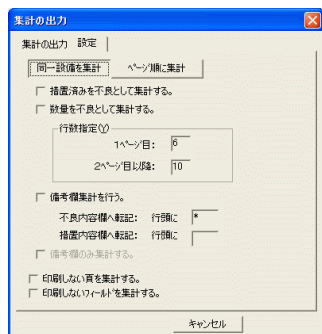 集計の出力
集計の出力 設定
同一設備を集計 ページ順に集計
措置済みを不良として集計する。
数量を不良として集計する。
行数指定(Y)
1ページ目: 6
2ページ目以降: 10
備考欄集計を行う。
不良内容欄へ転記: 行頭に *
措置内容欄へ転記: 行頭に
備考欄のみ集計する。
印刷しない頁を集計する。
印刷しないフィールドを集計する。
キャンセル